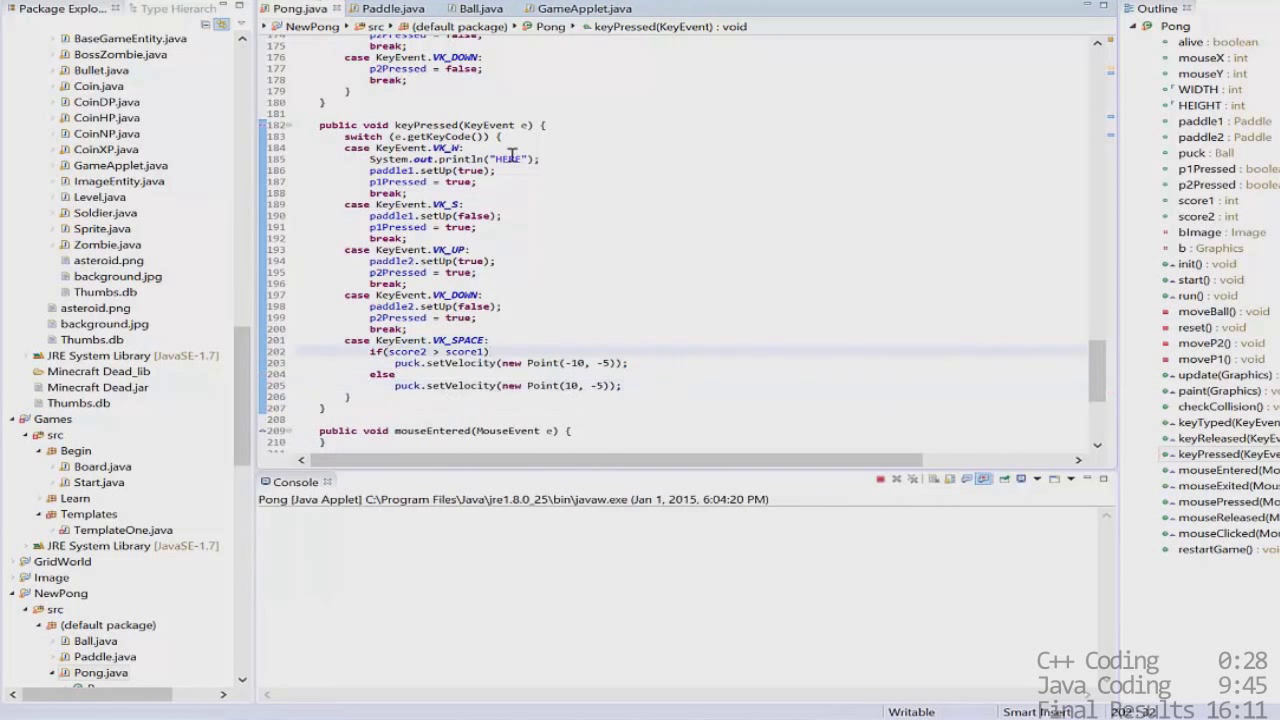 Package Explo...
Type Hierarch
BaseGameEntity.java
BossZombie.java
Bullet.java
Coin.java
CoinDP.java
CoinHP.java
CoinNP.java
CoinXP.java
GameApplet.java
ImageEntity.java
Level.java
Soldier.java
Sprite.java
Zombie.java
asteroid.png
background.jpg
Thumbs.db
asteroid.png
background.jpg
Thumbs.db
JRE System Library [JavaSE-1.7]
Minecraft Dead_lib
Minecraft Dead.jar
Thumbs.db
Games
src
Begin
Board.java
Start.java
Learn
Templates
TemplateOne.java
JRE System Library [JavaSE-1.7]
GridWorld
Image
NewPong
src
(default package)
Ball.java
Paddle.java
Pong.java
Pong.java Paddle.java Ball.java GameApplet.java
NewPong src (default package) Pong keyPressed(KeyEvent) : void
175 break;
176 case KeyEvent.VK_DOWN:
177 p2Pressed = false;
178 break;
179 }
180 }
181
182 public void keyPressed(KeyEvent e) {
183 switch (e.getKeyCode()) {
184 case KeyEvent.VK_W:
185 System.out.println("HERE");
186 paddle1.setUp(true);
187 p1Pressed = true;
188 break;
189 case KeyEvent.VK_S:
190 paddle1.setUp(false);
191 p1Pressed = true;
192 break;
193 case KeyEvent.VK_UP:
194 paddle2.setUp(true);
195 p2Pressed = true;
196 break;
197 case KeyEvent.VK_DOWN:
198 paddle2.setUp(false);
199 p2Pressed = true;
200 break;
201 case KeyEvent.VK_SPACE:
202 if(score2 > score1)
203 puck.setVelocity(new Point(-10, -5));
204 else
205 puck.setVelocity(new Point(10, -5));
206 }
207 }
208
209 public void mouseEntered(MouseEvent e) {
210 }
Console
Pong [Java Applet] C:\Program Files\Java\jre1.8.0_25\bin\javaw.exe (Jan 1, 2015, 6:04:20 PM)
Outline
Pong
alive : boolean
mouseX : int
mouseY : int
WIDTH : int
HEIGHT : int
paddle1 : Paddle
paddle2 : Paddle
puck : Ball
p1Pressed : boole
p2Pressed : boole
score1 : int
score2 : int
bImage : Image
b : Graphics
init() : void
start() : void
run() : void
moveBall() : void
reset() : void
moveP2() : void
moveP1() : void
update(Graphics)
paint(Graphics) :
checkCollision() :
keyTyped(KeyEve
keyReleased(KeyE
keyPressed(KeyEve
mouseEntered(M
mouseExited(Mo
mousePressed(M
mouseReleased(M
mouseClicked(Mo
restartGame() : vo
C++ Coding 0:28
Java Coding 9:45
Final Results 16:11
Writable
Smart Insert